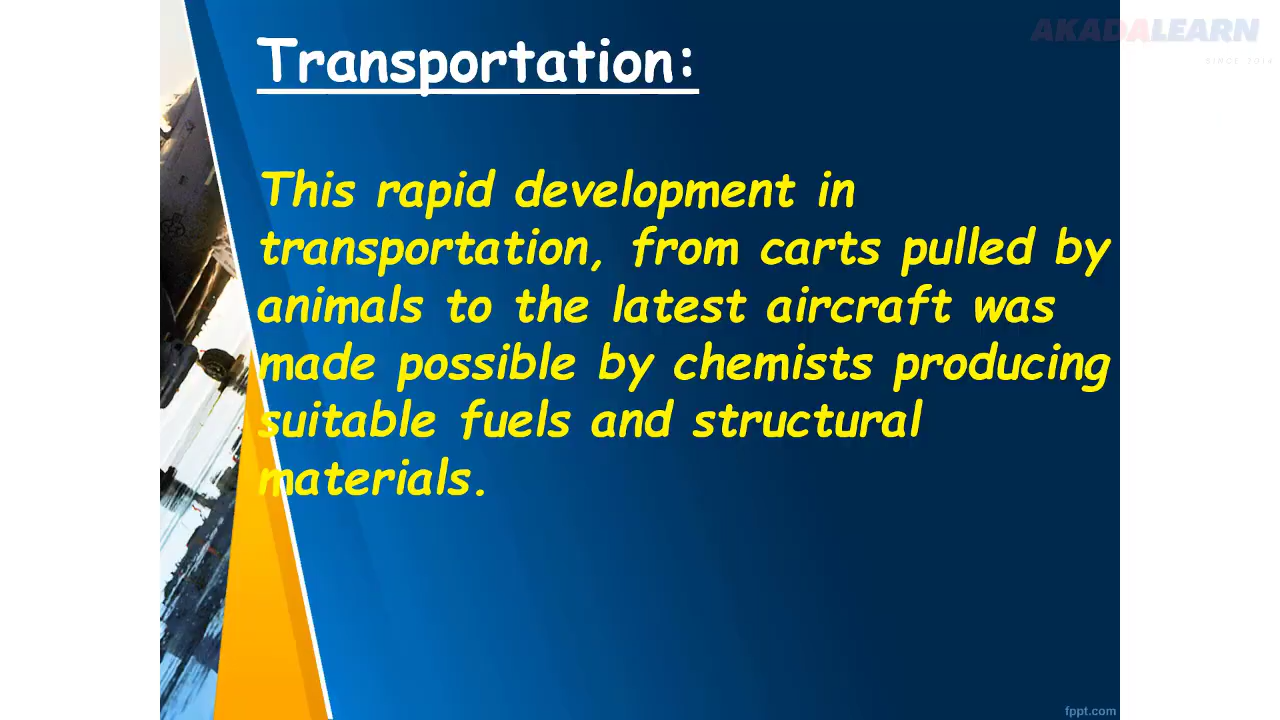 AKADALEARN
Transportation:
This rapid development in
transportation, from carts pulled by
animals to the latest aircraft was
made possible by chemists producing
suitable fuels and structural
materials.
fppt.com